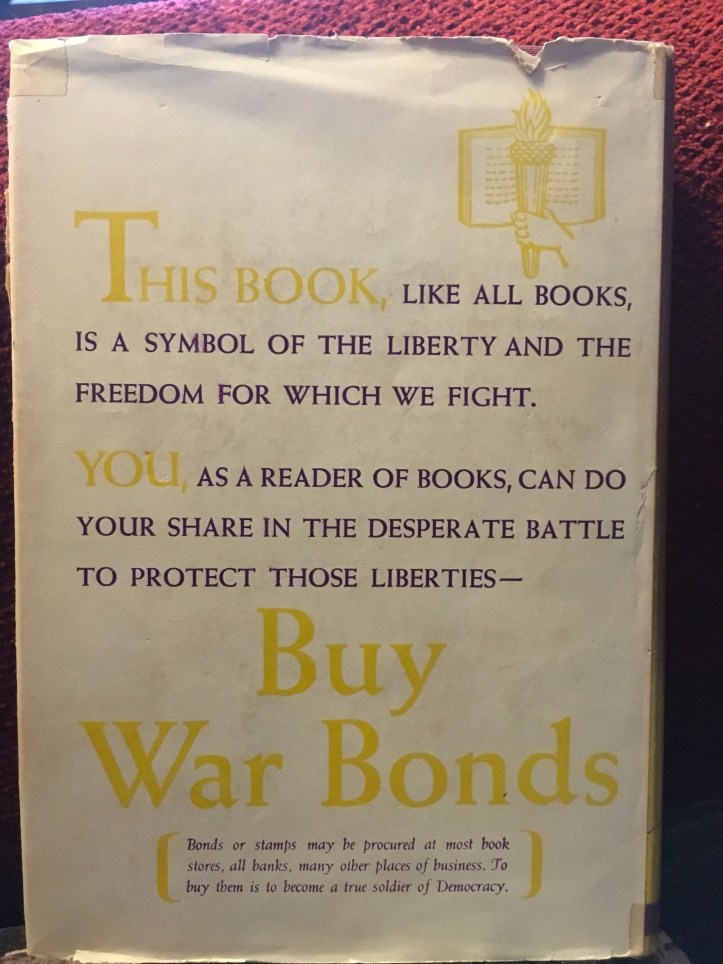 THIS BOOK, LIKE ALL BOOKS,
IS A SYMBOL OF THE LIBERTY AND THE
FREEDOM FOR WHICH WE FIGHT.
YOU, AS A READER OF BOOKS, CAN DO
YOUR SHARE IN THE DESPERATE BATTLE
TO PROTECT THOSE LIBERTIES—
Buy
War Bonds
[Bonds or stamps may be procured at most book
stores, all banks, many other places of business. To
buy them is to become a true soldier of Democracy.]